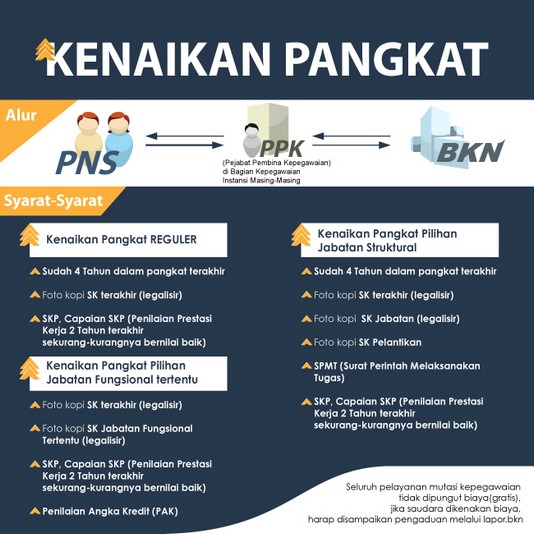 KENAIKAN PANGKAT
Alur
PNS
PPK
(Pejabat Pembina Kepegawaian)
di Bagian Kepegawaian
Instansi Masing-Masing
BKN
Syarat-Syarat
Kenaikan Pangkat REGULER
Sudah 4 Tahun dalam pangkat terakhir
Foto kopi SK terakhir (legalisir)
SKP, Capaian SKP (Penilaian Prestasi
Kerja 2 Tahun terakhir
sekurang-kurangnya bernilai baik)
Kenaikan Pangkat Pilihan
Jabatan Fungsional tertentu
Foto kopi SK terakhir (legalisir)
Foto kopi SK Jabatan Fungsional
Tertentu (legalisir)
SKP, Capaian SKP (Penilaian Prestasi
Kerja 2 Tahun terakhir
sekurang-kurangnya bernilai baik)
Penilaian Angka Kredit (PAK)
Kenaikan Pangkat Pilihan
Jabatan Struktural
Sudah 4 Tahun dalam pangkat terakhir
Foto kopi SK terakhir (legalisir)
Foto kopi SK Jabatan (legalisir)
Foto kopi SK Pelantikan
SPMT (Surat Perintah Melaksanakan
Tugas)
SKP, Capaian SKP (Penilaian Prestasi
Kerja 2 Tahun terakhir
sekurang-kurangnya bernilai baik)
Seluruh pelayanan mutasi kepegawaian
tidak dipungut biaya(gratis),
jika saudara dikenakan biaya,
harap disampaikan pengaduan melalui lapor.bkn